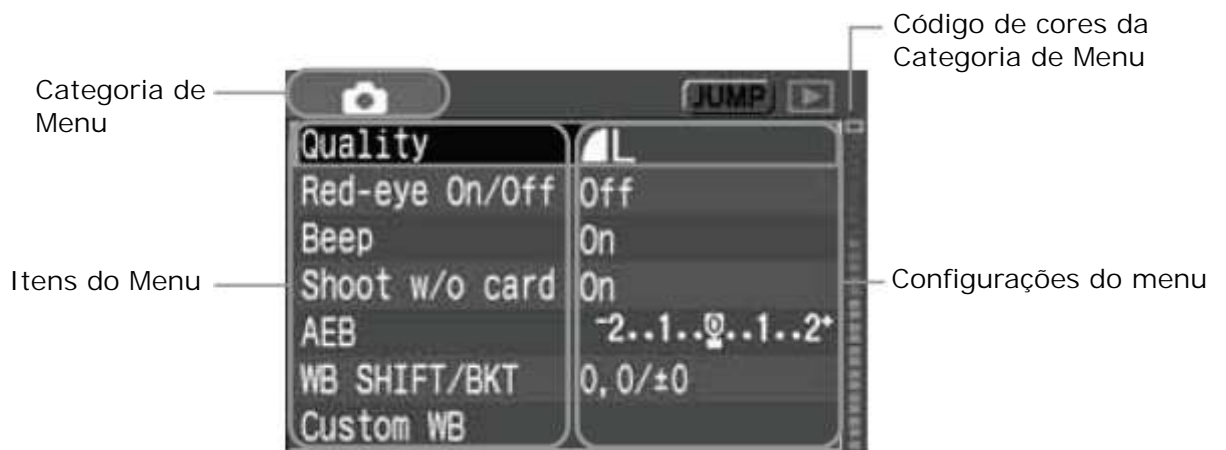 Código de cores da
Categoria de Menu
Categoria de
Menu
JUMP
Quality
L
Red-eye On/Off
Off
Beep
On
Shoot w/o card
On
AEB
-2..1..0..1..2+
WB SHIFT/BKT
0,0/±0
Custom WB
Itens do Menu
Configurações do menu